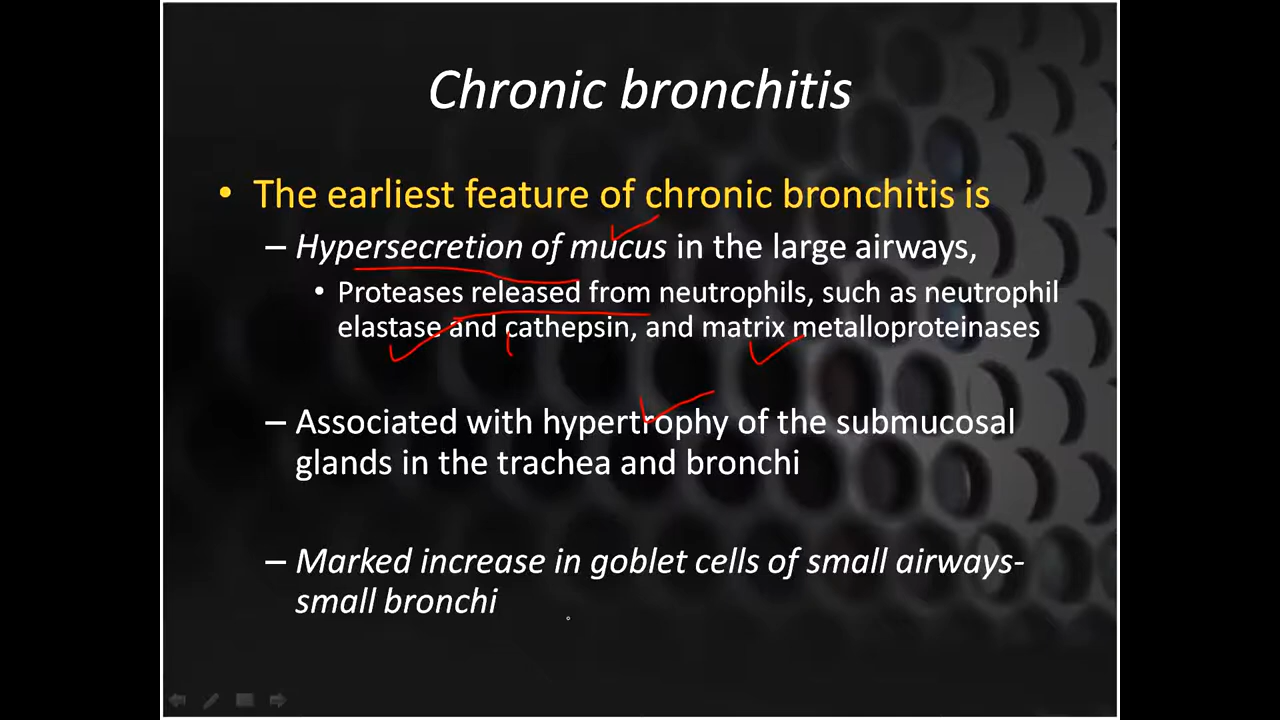 Chronic bronchitis
• The earliest feature of chronic bronchitis is
– Hypersecretion of mucus in the large airways,
• Proteases released from neutrophils, such as neutrophil
elastase and cathepsin, and matrix metalloproteinases
– Associated with hypertrophy of the submucosal
glands in the trachea and bronchi
– Marked increase in goblet cells of small airways-
small bronchi